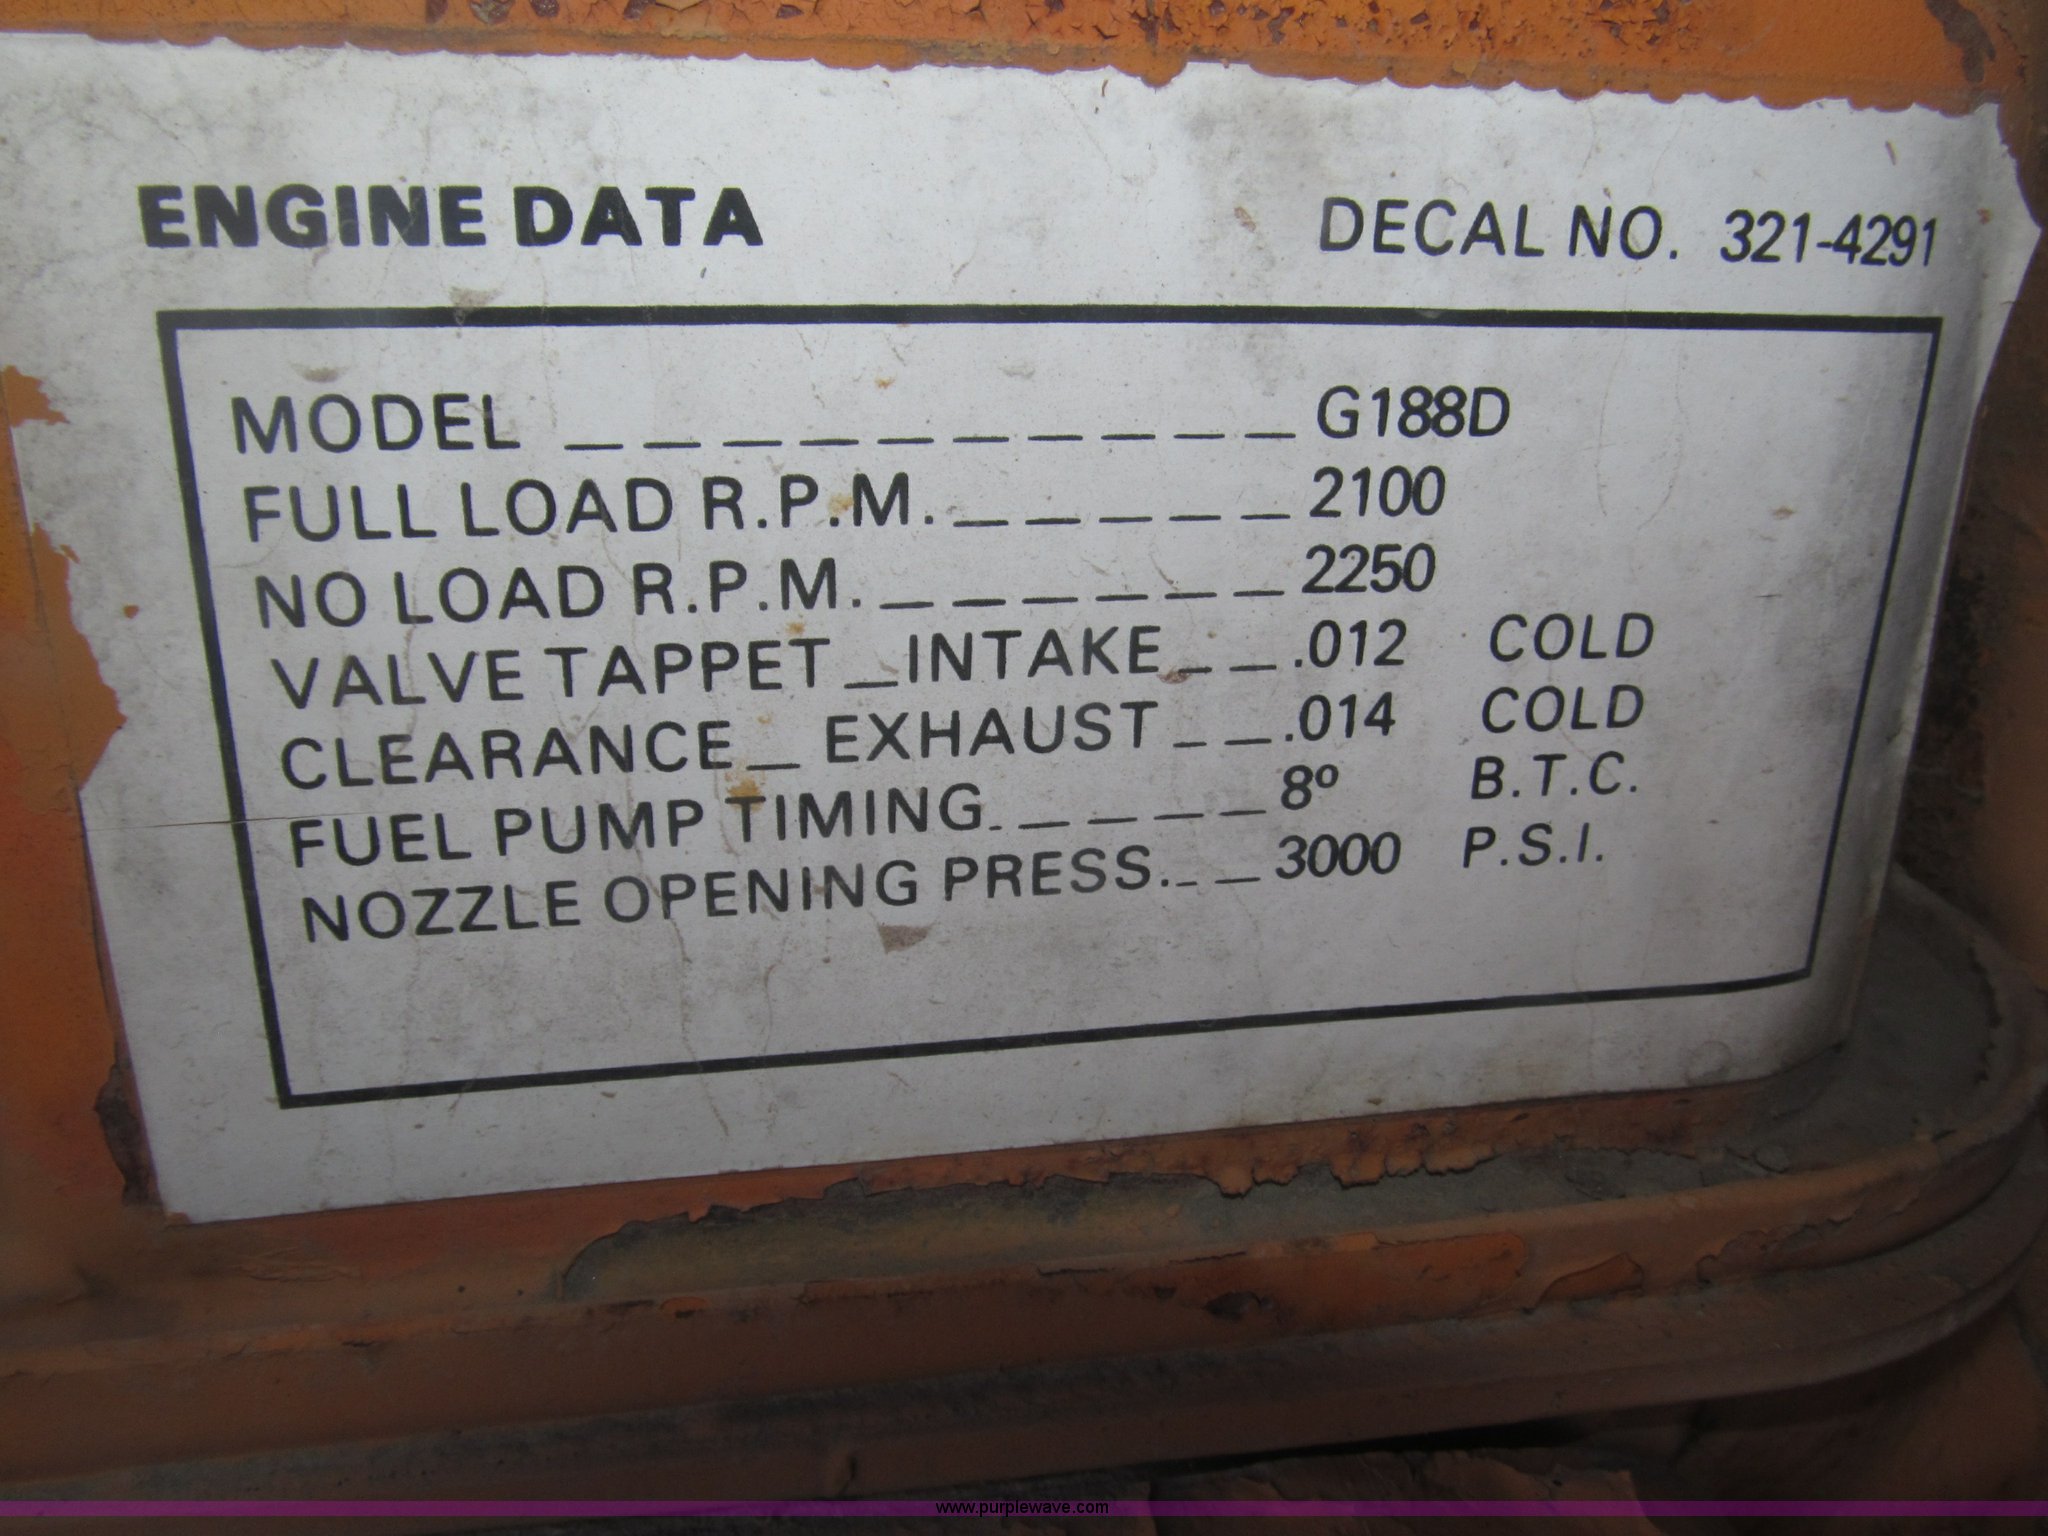 ENGINE DATA DECAL NO. 321-4291
MODEL _ _ _ _ _ _ _ _ _ _ G188D
FULL LOAD R.P.M. _ _ _ _ _ 2100
NO LOAD R.P.M. _ _ _ _ _ _ 2250
VALVE TAPPET _ INTAKE _ _ .012 COLD
CLEARANCE _ EXHAUST _ _ .014 COLD
FUEL PUMP TIMING _ _ _ _ _ 8º B.T.C.
NOZZLE OPENING PRESS. _ _ 3000 P.S.I.
www.purplewave.com